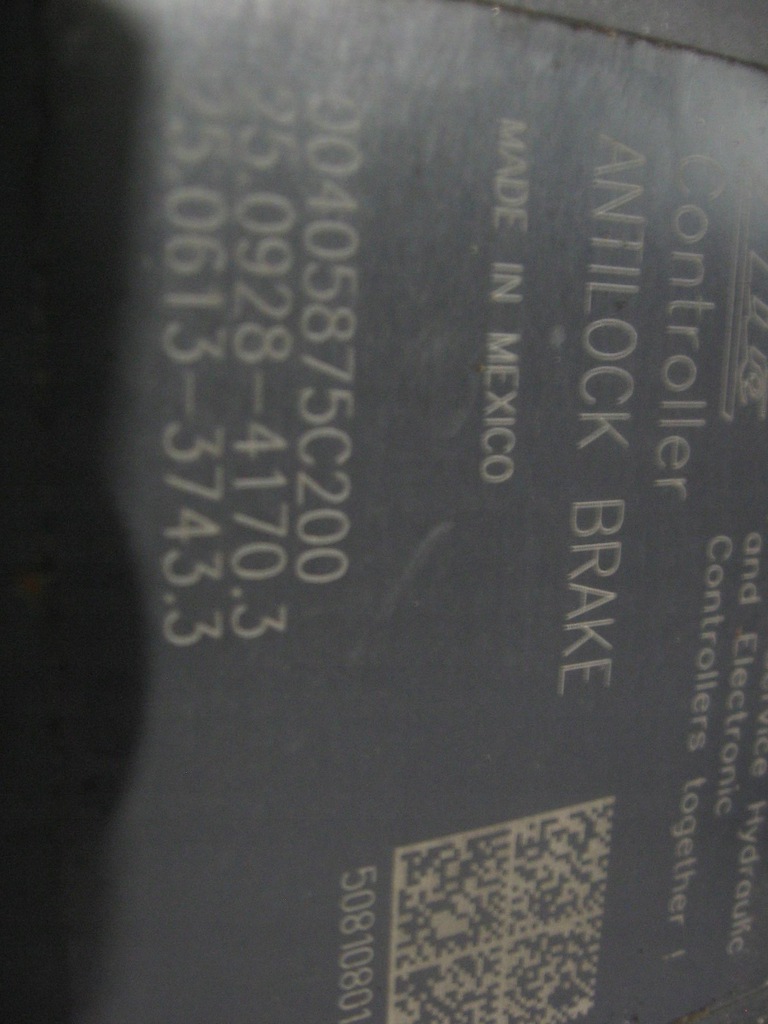 Controller
ANTILOCK BRAKE
MADE IN MEXICO
00405875C200
25.0928-4170.3
25.0613-3743.3
and Electronic
Controllers together
Hydraulic
50810801